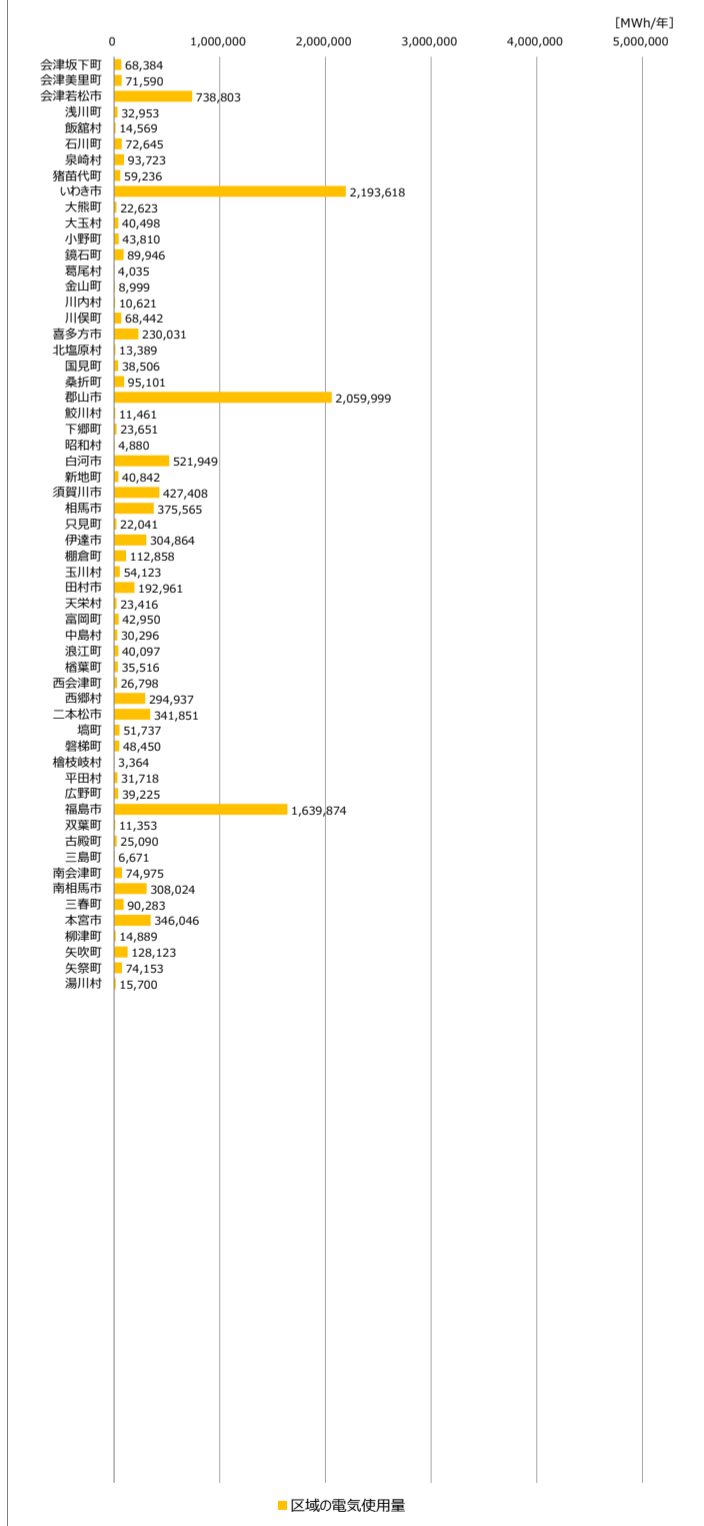 ［MWh/年］
0 1,000,000 2,000,000 3,000,000 4,000,000 5,000,000
会津坂下町 68,384
会津美里町 71,590
会津若松市 738,803
浅川町 32,953
飯舘村 14,569
石川町 72,645
泉崎村 93,723
猪苗代町 59,236
いわき市 2,193,618
大熊町 22,623
大玉村 40,498
小野町 43,810
鏡石町 89,946
葛尾村 4,035
金山町 8,999
川内村 10,621
川俣町 68,442
喜多方市 230,031
北塩原村 13,389
国見町 38,506
桑折町 95,101
郡山市 2,059,999
鮫川村 11,461
下郷町 23,651
昭和村 4,880
白河市 521,949
新地町 40,842
須賀川市 427,408
相馬市 375,565
只見町 22,041
伊達市 304,864
棚倉町 112,858
玉川村 54,123
田村市 192,961
天栄村 23,416
富岡町 42,950
中島村 30,296
浪江町 40,097
楢葉町 35,516
西会津町 26,798
西郷村 294,937
二本松市 341,851
塙町 51,737
磐梯町 48,450
檜枝岐村 3,364
平田村 31,718
広野町 39,225
福島市 1,639,874
双葉町 11,353
古殿町 25,090
三島町 6,671
南会津町 74,975
南相馬市 308,024
三春町 90,283
本宮市 346,046
柳津町 14,889
矢吹町 128,123
矢祭町 74,153
湯川村 15,700
区域の電気使用量